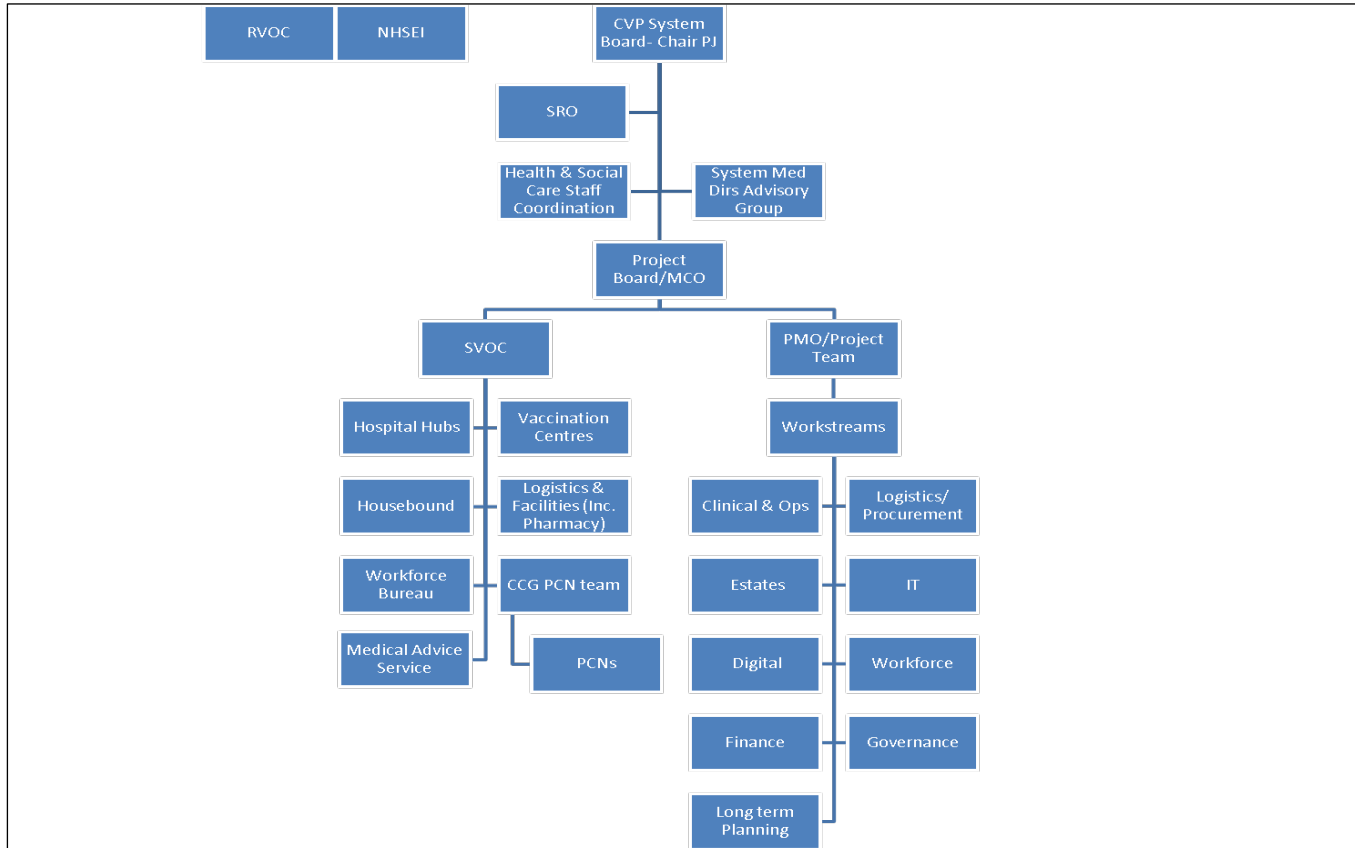 RVOC
NHSEI
CVP System
Board- Chair PJ
SRO
Health & Social
Care Staff
Coordination
System Med
Dirs Advisory
Group
Project
Board/MCO
SVOC
PMO/Project
Team
Hospital Hubs
Vaccination
Centres
Workstreams
Housebound
Logistics &
Facilities (Inc.
Pharmacy)
Clinical & Ops
Logistics/
Procurement
Workforce
Bureau
CCG PCN team
Estates
IT
Medical Advice
Service
PCNs
Digital
Workforce
Finance
Governance
Long term
Planning